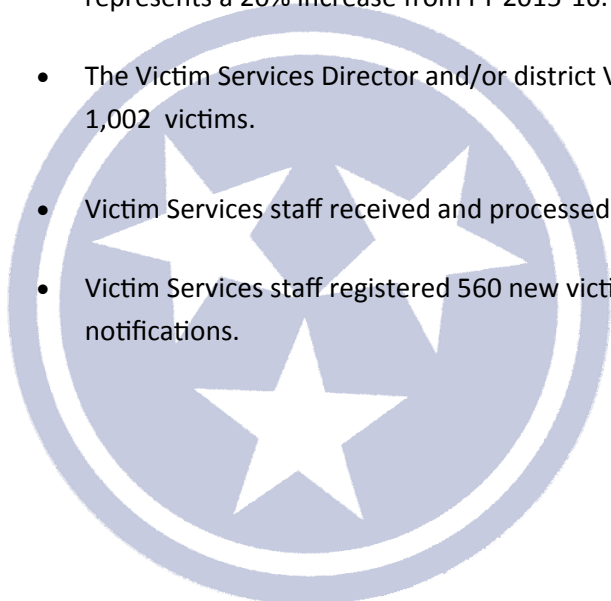 represents a 20% increase from FY 2015-16.
• The Victim Services Director and/or district V
1,002 victims.
• Victim Services staff received and processed
• Victim Services staff registered 560 new victi
notifications.